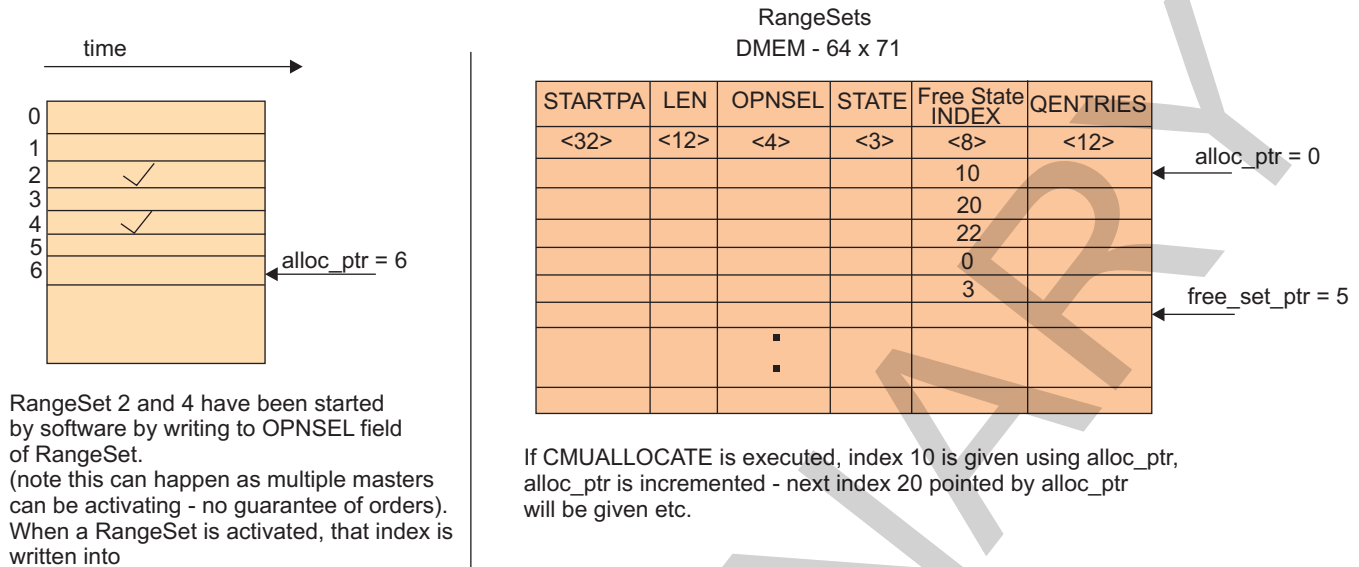 time
0
1
2
3
4
5
6
alloc_ptr = 6
RangeSet 2 and 4 have been started
by software by writing to OPNSEL field
of RangeSet.
(note this can happen as multiple masters
can be activating - no guarantee of orders).
When a RangeSet is activated, that index is
written into
RangeSets
DMEM - 64 x 71
STARTPA LEN OPNSEL STATE Free State INDEX QENTRIES
<32> <12> <4> <3> <8> <12>
10
alloc_ptr = 0
20
22
0
3
free_set_ptr = 5
If CMUALLOCATE is executed, index 10 is given using alloc_ptr,
alloc_ptr is incremented - next index 20 pointed by alloc_ptr
will be given etc.